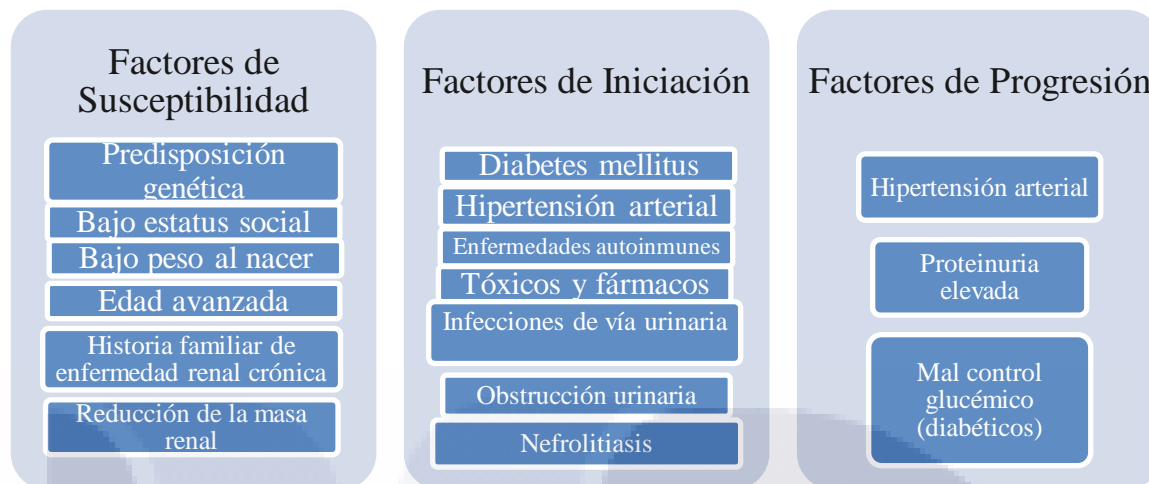 Factores de
Susceptibilidad
Predisposición
genética
Bajo estatus social
Bajo peso al nacer
Edad avanzada
Historia familiar de
enfermedad renal crónica
Reducción de la masa
renal
Factores de Iniciación
Diabetes mellitus
Hipertensión arterial
Enfermedades autoinmunes
Tóxicos y fármacos
Infecciones de vía urinaria
Obstrucción urinaria
Nefrolitiasis
Factores de Progresión
Hipertensión arterial
Proteinuria
elevada
Mal control
glucémico
(diabéticos)